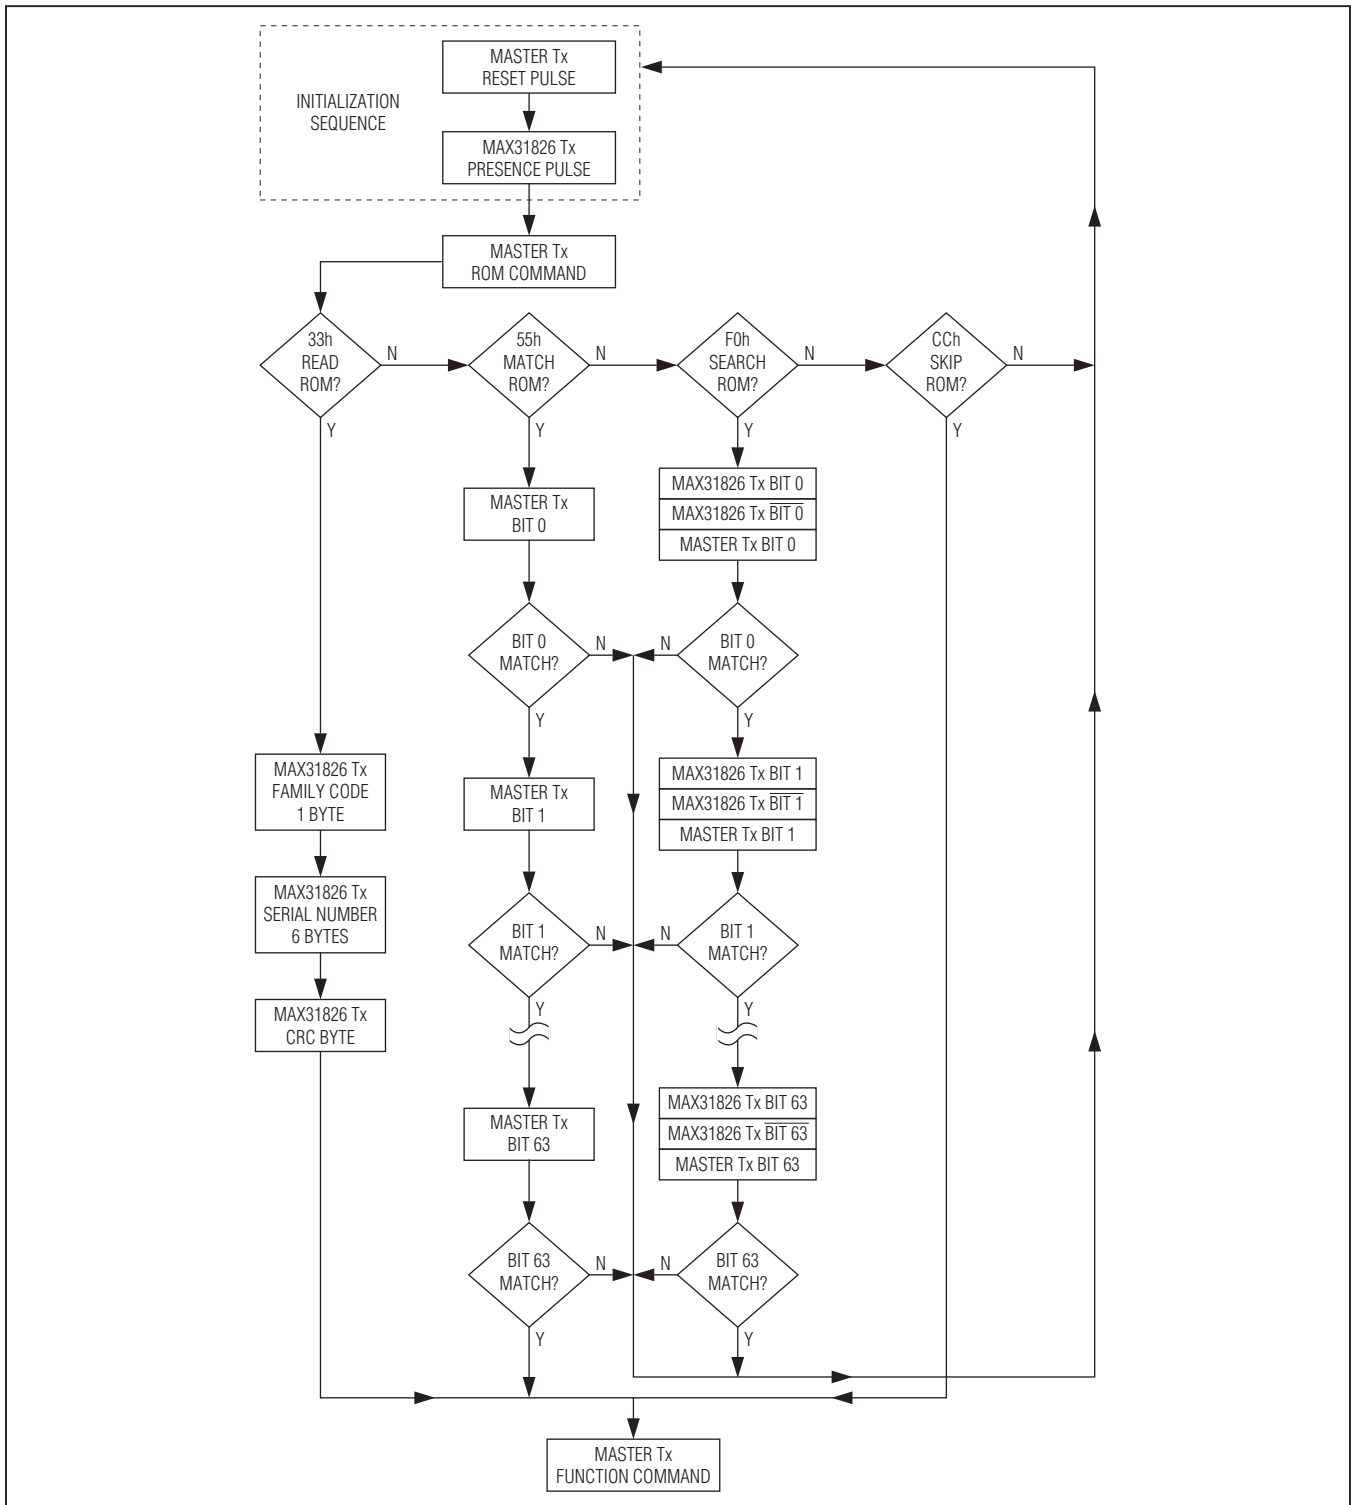 MASTER Tx
RESET PULSE
INITIALIZATION
SEQUENCE
MAX31826 Tx
PRESENCE PULSE
MASTER Tx
ROM COMMAND
33h
READ
ROM?
N
Y
55h
MATCH
ROM?
N
Y
F0h
SEARCH
ROM?
N
Y
CCh
SKIP
ROM?
N
Y
MAX31826 Tx
FAMILY CODE
1 BYTE
MAX31826 Tx
SERIAL NUMBER
6 BYTES
MAX31826 Tx
CRC BYTE
MASTER Tx
BIT 0
BIT 0
MATCH?
N
Y
MASTER Tx
BIT 1
BIT 1
MATCH?
N
Y
MASTER Tx
BIT 63
BIT 63
MATCH?
N
Y
MAX31826 Tx BIT 0
MAX31826 Tx B̅I̅T̅ ̅0̅
MASTER Tx BIT 0
N
BIT 0
MATCH?
Y
MAX31826 Tx BIT 1
MAX31826 Tx B̅I̅T̅ ̅1̅
MASTER Tx BIT 1
N
BIT 1
MATCH?
Y
MAX31826 Tx BIT 63
MAX31826 Tx B̅I̅T̅ ̅6̅3̅
MASTER Tx BIT 63
N
BIT 63
MATCH?
Y
MASTER Tx
FUNCTION COMMAND